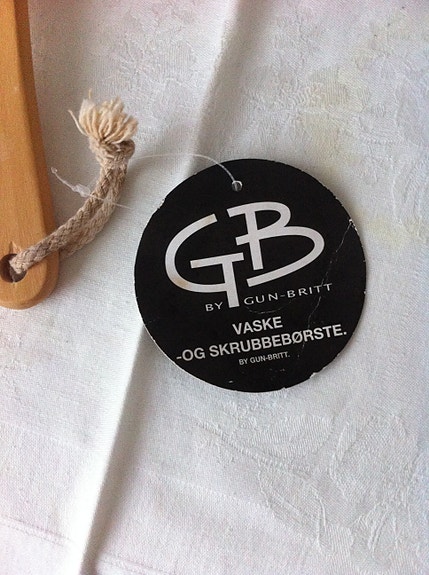 GB
BY GUN-BRITT
VASKE
-OG SKRUBBEBØRSTE.
BY GUN-BRITT.